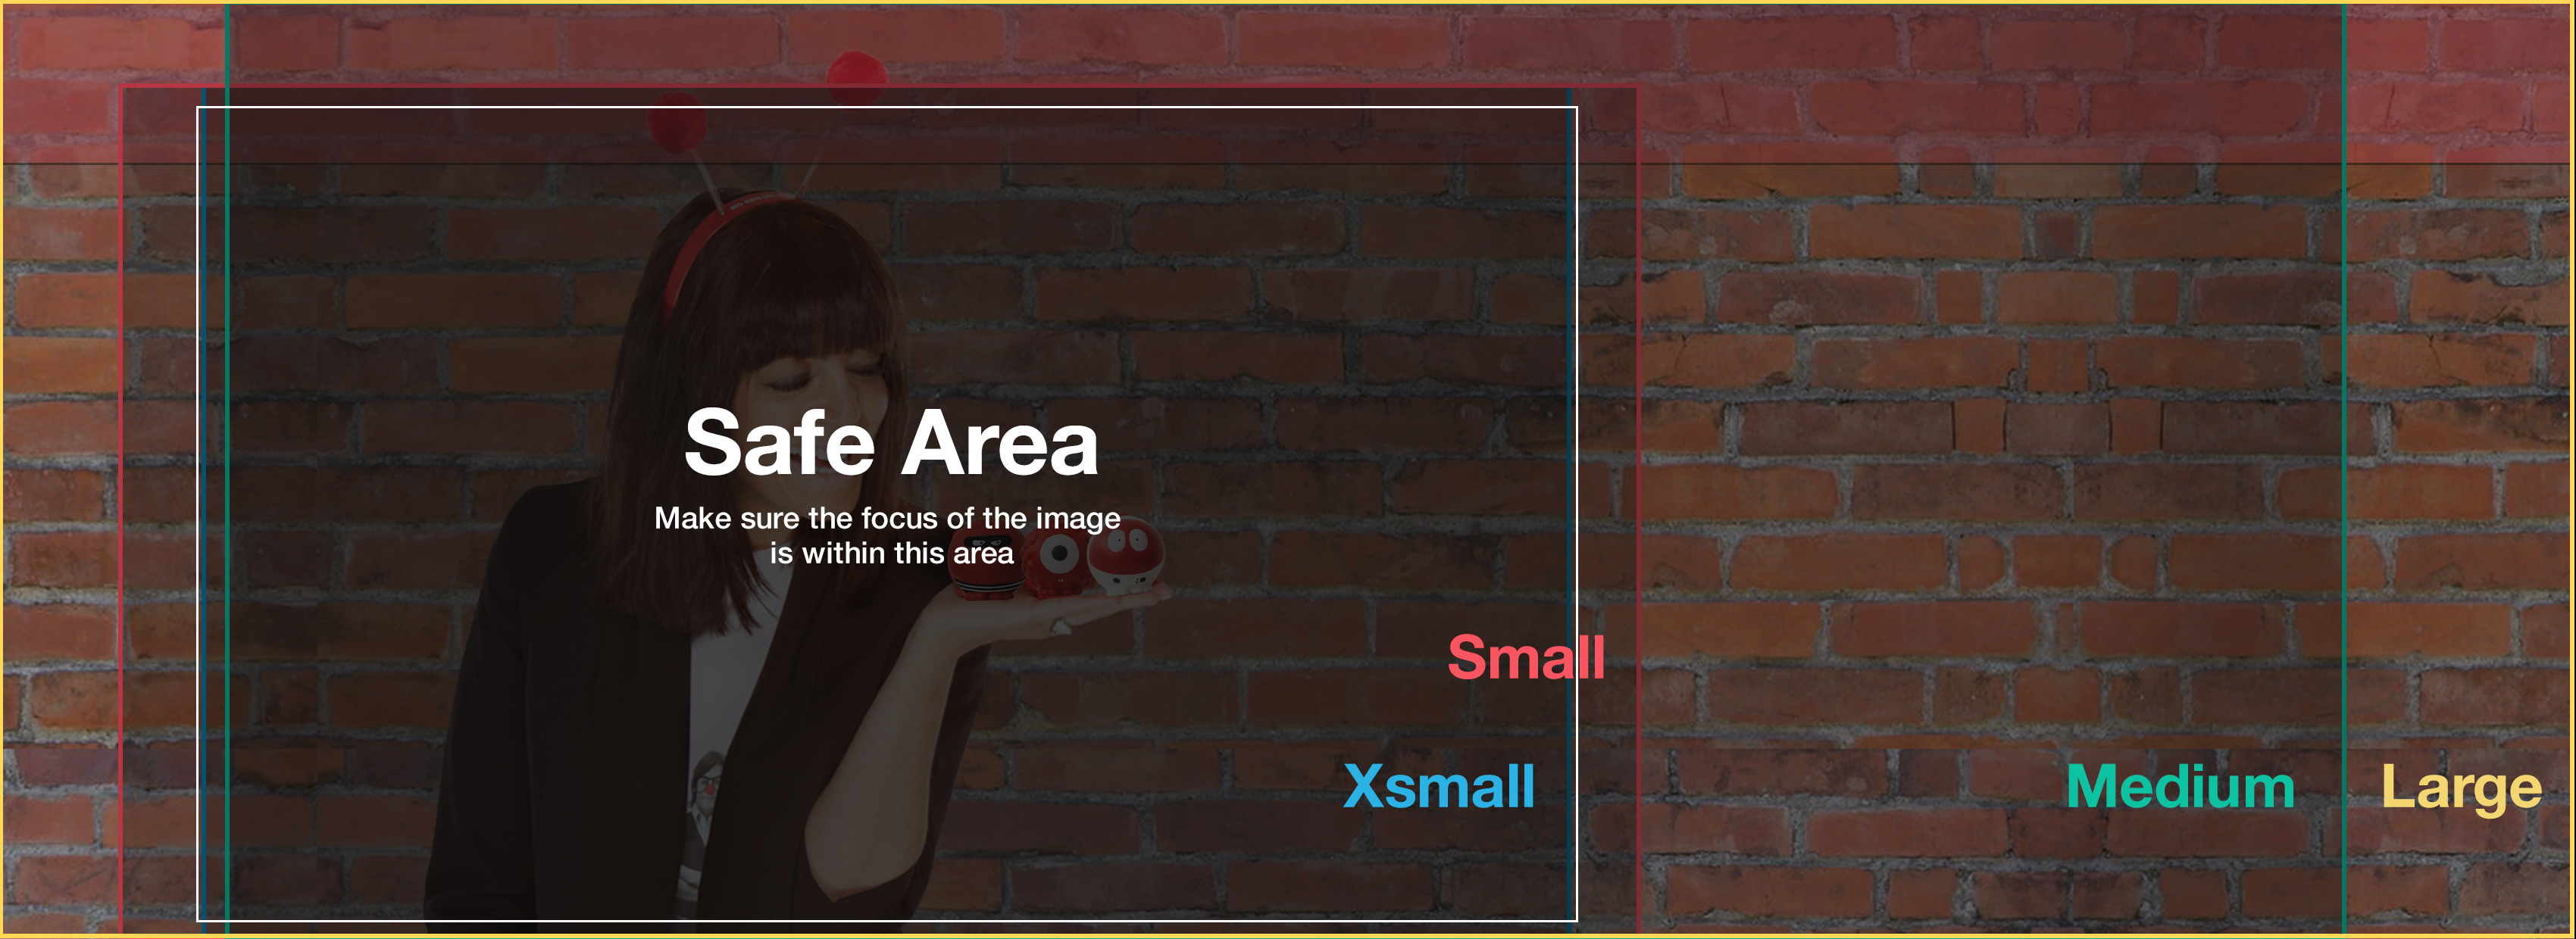 Safe Area
Make sure the focus of the image
is within this area
Small
Xsmall
Medium
Large